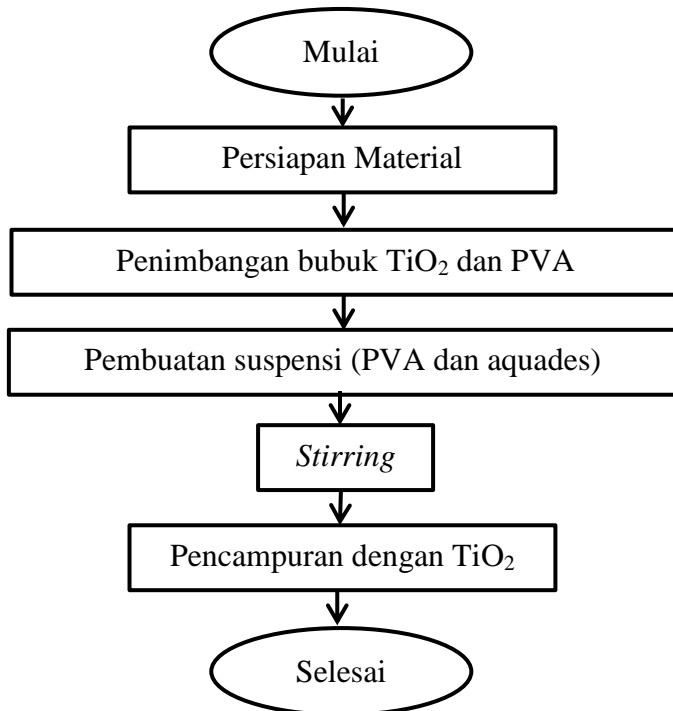 Mulai
Persiapan Material
Penimbangan bubuk TiO₂ dan PVA
Pembuatan suspensi (PVA dan aquades)
Stirring
Pencampuran dengan TiO₂
Selesai